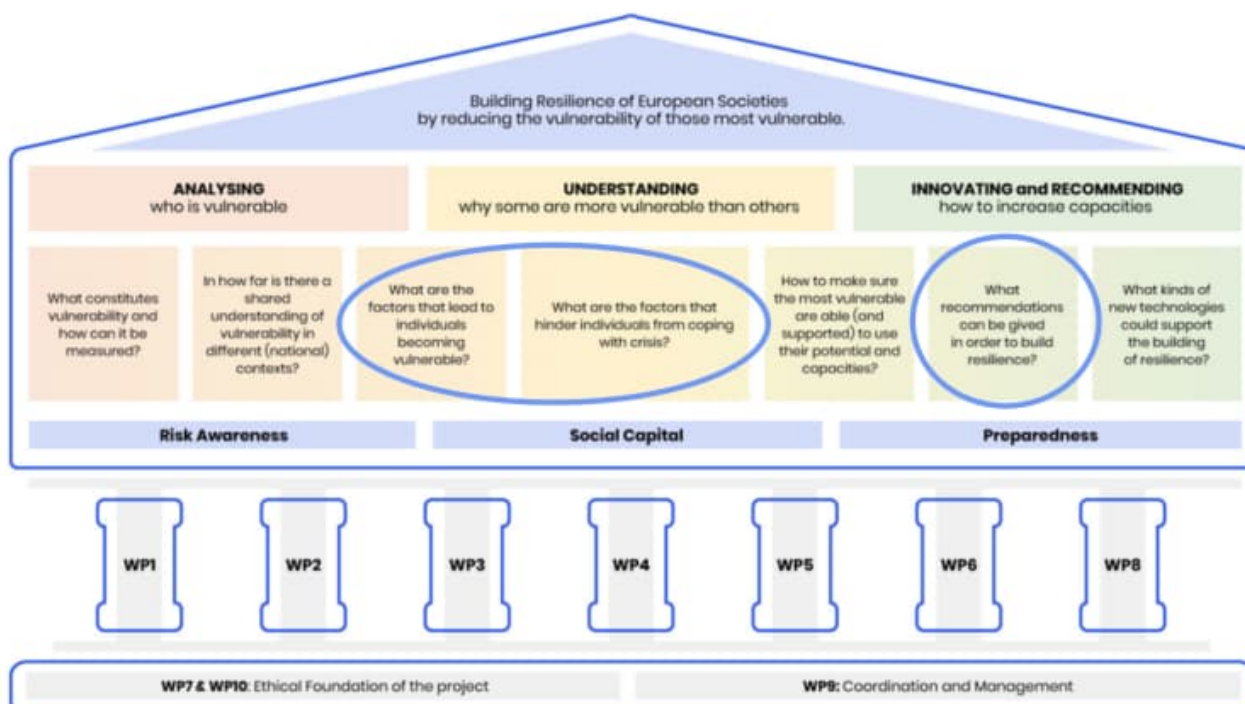 Building Resilience of European Societies
by reducing the vulnerability of those most vulnerable.
ANALYSING
who is vulnerable
UNDERSTANDING
why some are more vulnerable than others
INNOVATING and RECOMMENDING
how to increase capacities
What constitutes
vulnerability and
how can it be
measured?
In how far is there a
shared
understanding of
vulnerability in
different (national)
contexts?
What are the
factors that lead to
individuals
becoming
vulnerable?
What are the factors that
hinder individuals from coping
with crisis?
How to make sure
the most vulnerable
are able (and
supported) to use
their potential and
capacities?
What
recommendations
can be gived
in order to build
resilience?
What kinds of
new technologies
could support
the building
of resilience?
Risk Awareness
Social Capital
Preparedness
WP1
WP2
WP3
WP4
WP5
WP6
WP8
WP7 & WP10: Ethical Foundation of the project
WP9: Coordination and Management